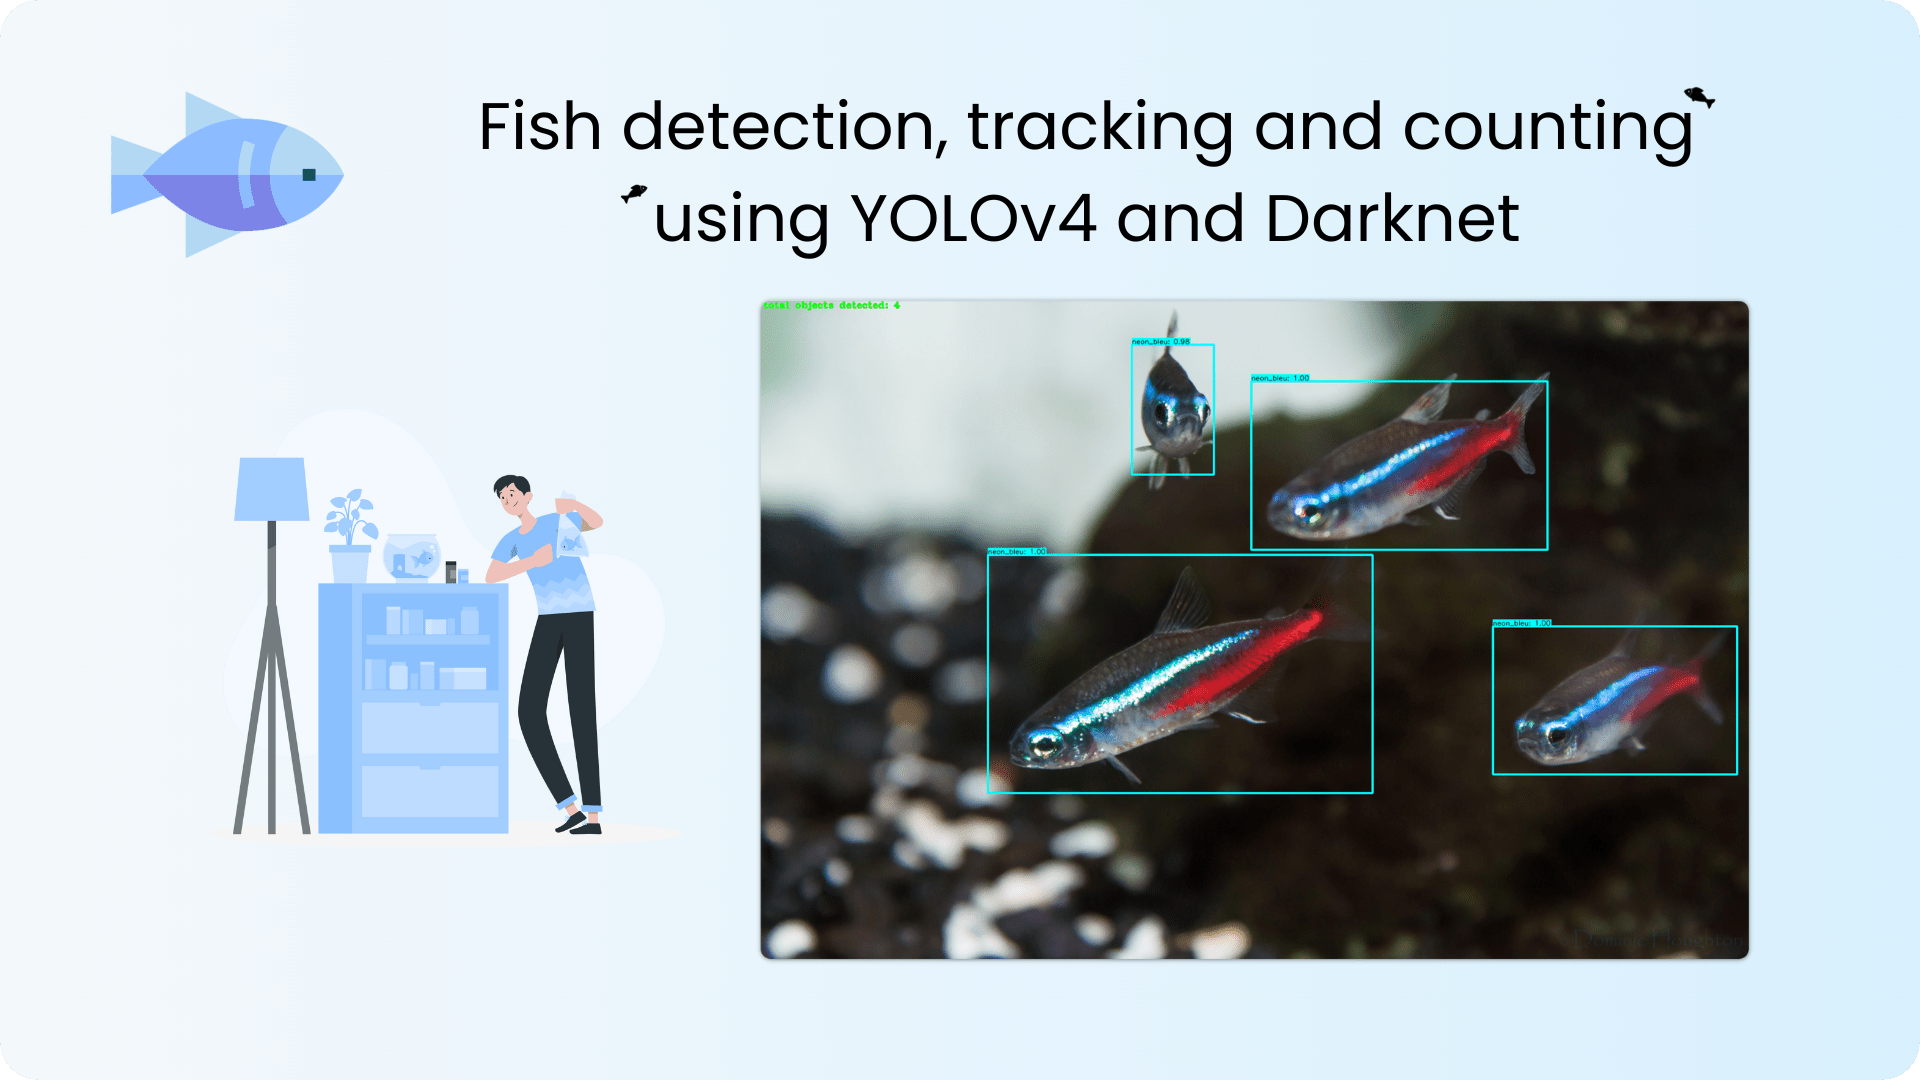 Fish detection, tracking and counting
using YOLOv4 and Darknet
total objects detected: 4
neon_bleu: 0.98
neon_bleu: 1.00
neon_bleu: 1.00
neon_bleu: 1.00